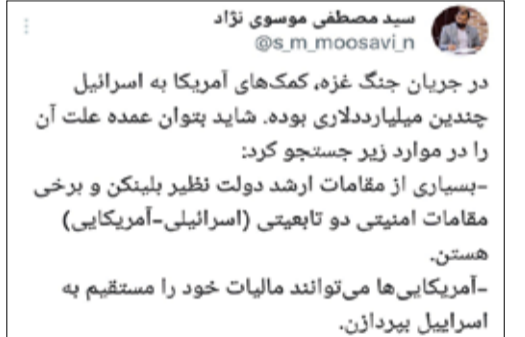 سید مصطفی موسوی نژاد
@s_m_moosavi_n
در جریان جنگ غزه، کمک‌های آمریکا به اسرائیل
چندین میلیارددلاری بوده. شاید بتوان عمده علت آن
را در موارد زیر جستجو کرد:
-بسیاری از مقامات ارشد دولت نظیر بلینکن و برخی
مقامات امنیتی دو تابعیتی (اسرائیلی-آمریکایی)
هستن.
-آمریکایی‌ها می‌توانند مالیات خود را مستقیم به
اسراییل بپردازن.